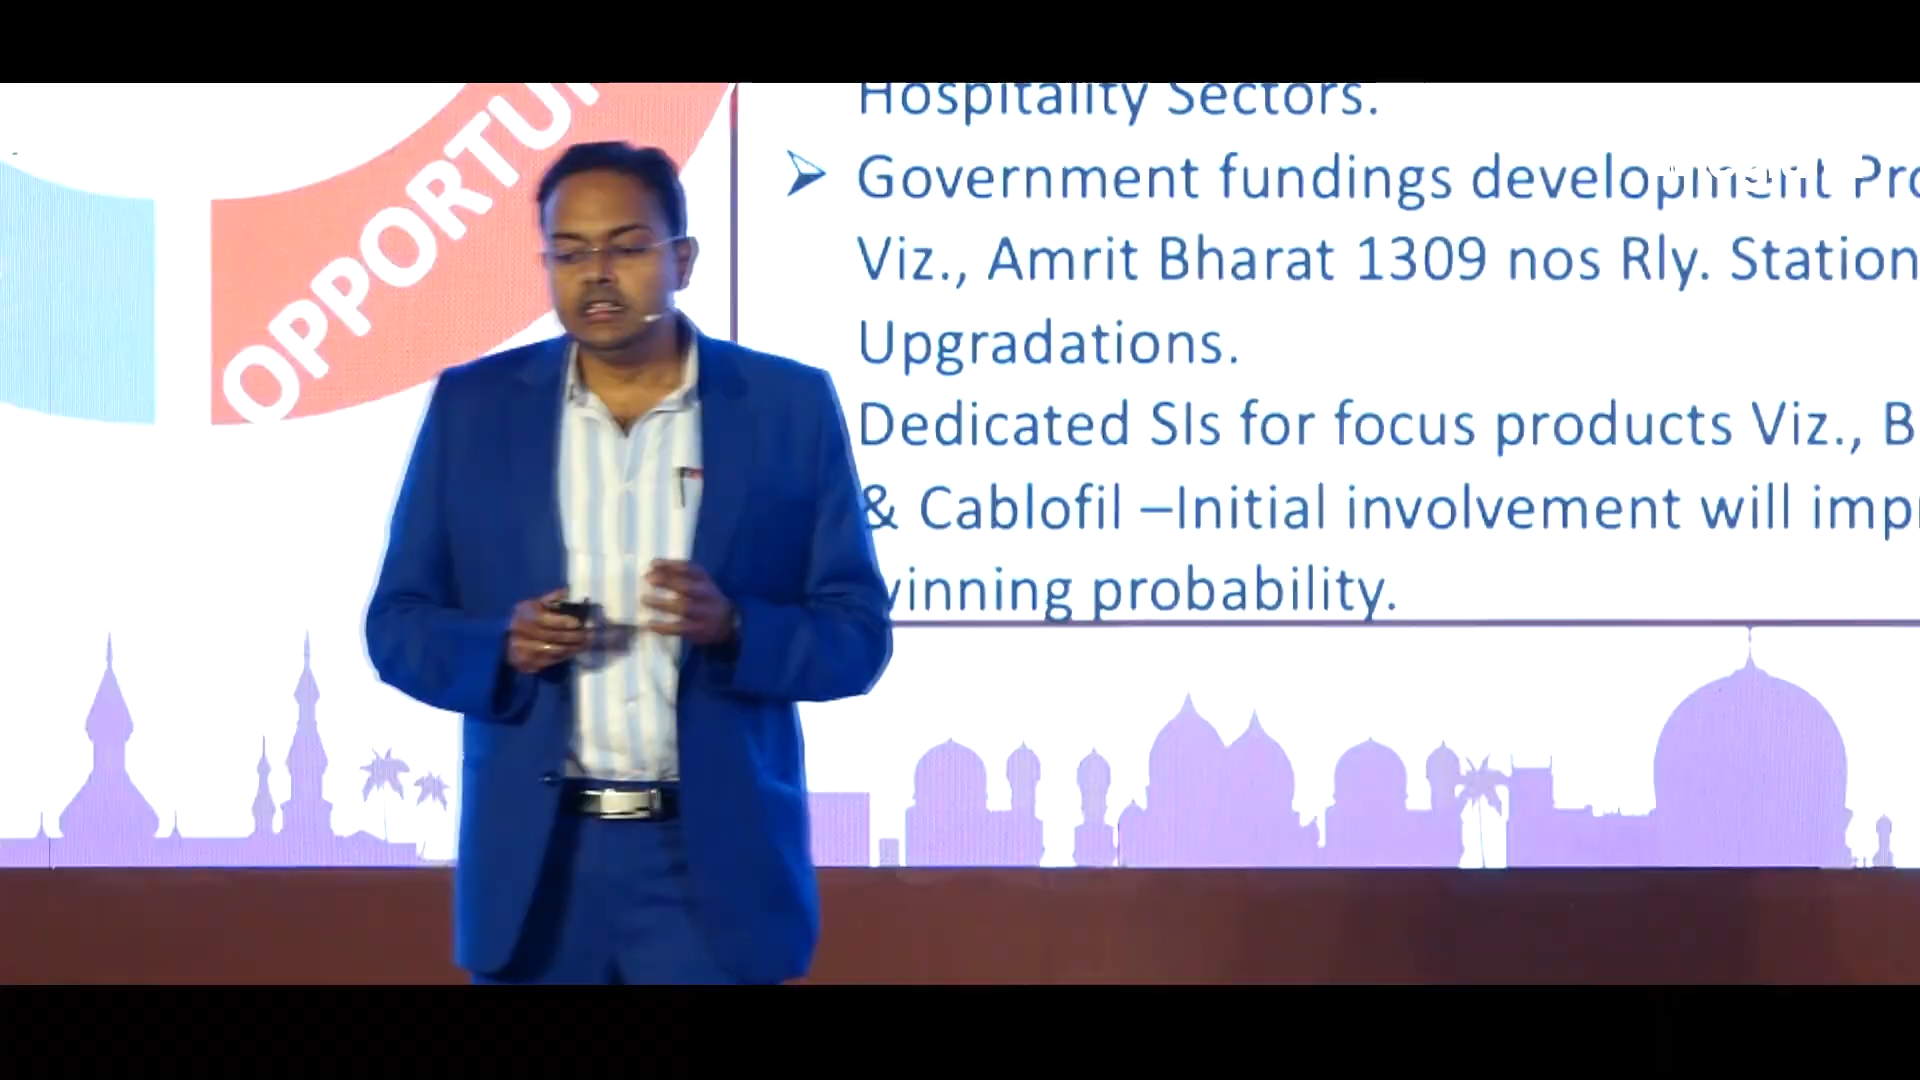 OPPORTU
Hospitality Sectors.
Government fundings development Pro
Viz., Amrit Bharat 1309 nos Rly. Station
Upgradations.
Dedicated SIs for focus products Viz., B
& Cablofil –Initial involvement will imp
winning probability.